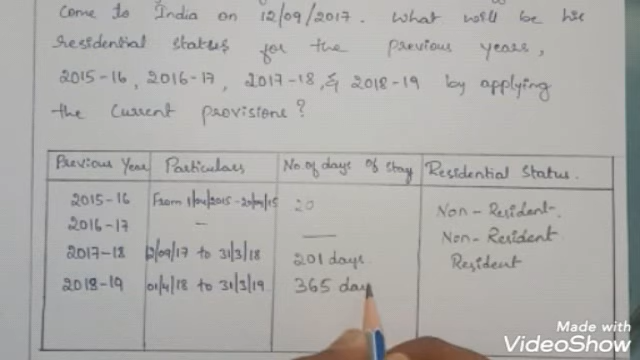 Come to India on 12/09/2017. What will be his
residential status for the previous years,
2015-16, 2016-17, 2017-18, & 2018-19 by applying
the current provisions?
Previous Year Particulars No. of days of stay Residential Status.
2015-16 From 1/04/2015 - 20/04/15 20 Non-Resident.
2016-17 — — Non-Resident
2017-18 12/09/17 to 31/3/18 201 days Resident
2018-19 01/4/18 to 31/3/19 365 day
Made with
VideoShow